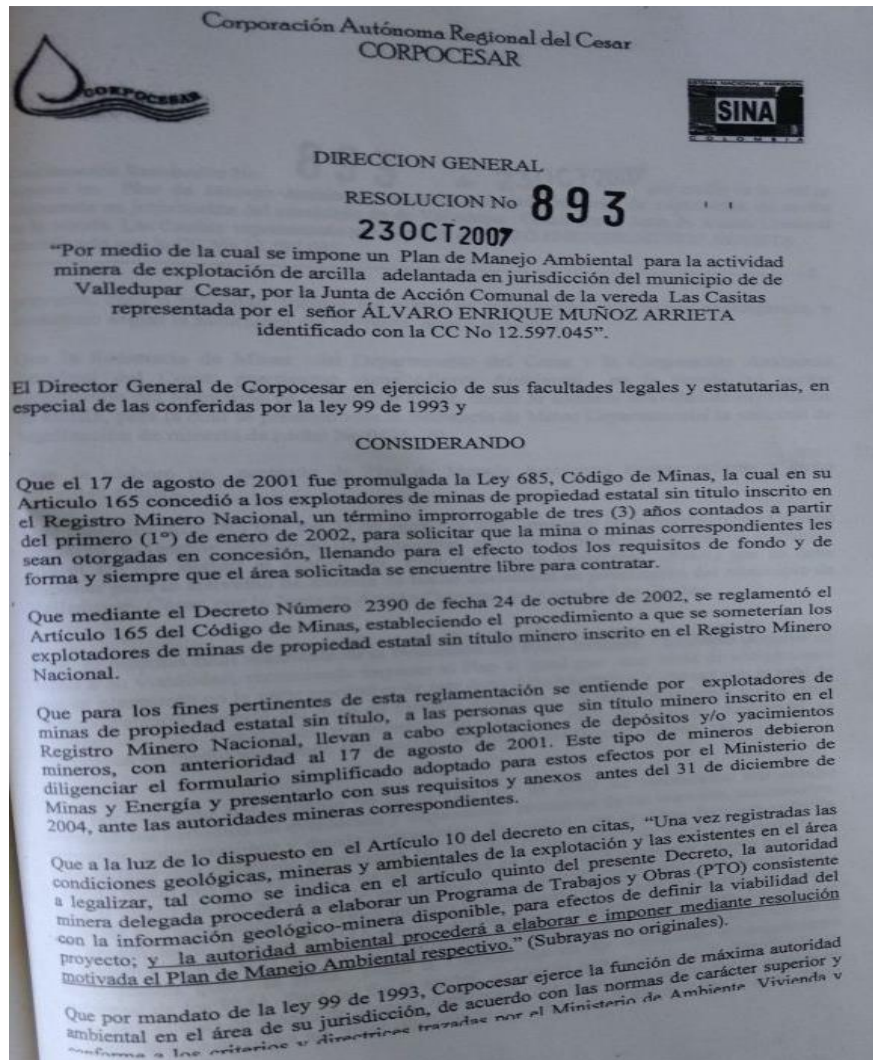 Corporación Autónoma Regional del Cesar
CORPOCESAR
CORPOCESAR
SINA
COLOMBIA
DIRECCION GENERAL
RESOLUCION No 893
23 OCT 2007
“Por medio de la cual se impone un Plan de Manejo Ambiental para la actividad
minera de explotación de arcilla adelantada en jurisdicción del municipio de de
Valledupar Cesar, por la Junta de Acción Comunal de la vereda Las Casitas
representada por el señor ÁLVARO ENRIQUE MUÑOZ ARRIETA
identificado con la CC No 12.597.045”.
El Director General de Corpocesar en ejercicio de sus facultades legales y estatutarias, en
especial de las conferidas por la ley 99 de 1993 y
CONSIDERANDO
Que el 17 de agosto de 2001 fue promulgada la Ley 685, Código de Minas, la cual en su
Articulo 165 concedió a los explotadores de minas de propiedad estatal sin titulo inscrito en
el Registro Minero Nacional, un término improrrogable de tres (3) años contados a partir
del primero (1°) de enero de 2002, para solicitar que la mina o minas correspondientes les
sean otorgadas en concesión, llenando para el efecto todos los requisitos de fondo y de
forma y siempre que el área solicitada se encuentre libre para contratar.
Que mediante el Decreto Número 2390 de fecha 24 de octubre de 2002, se reglamentó el
Artículo 165 del Código de Minas, estableciendo el procedimiento a que se someterían los
explotadores de minas de propiedad estatal sin título minero inscrito en el Registro Minero
Nacional.
Que para los fines pertinentes de esta reglamentación se entiende por explotadores de
minas de propiedad estatal sin título, a las personas que sin título minero inscrito en el
Registro Minero Nacional, llevan a cabo explotaciones de depósitos y/o yacimientos
mineros, con anterioridad al 17 de agosto de 2001. Este tipo de mineros debieron
diligenciar el formulario simplificado adoptado para estos efectos por el Ministerio de
Minas y Energía y presentarlo con sus requisitos y anexos antes del 31 de diciembre de
2004, ante las autoridades mineras correspondientes.
Que a la luz de lo dispuesto en el Artículo 10 del decreto en citas, “Una vez registradas las
condiciones geológicas, mineras y ambientales de la explotación y las existentes en el área
a legalizar, tal como se indica en el artículo quinto del presente Decreto, la autoridad
minera delegada procederá a elaborar un Programa de Trabajos y Obras (PTO) consistente
con la información geológico-minera disponible, para efectos de definir la viabilidad del
proyecto; y la autoridad ambiental procederá a elaborar e imponer mediante resolución
motivada el Plan de Manejo Ambiental respectivo.” (Subrayas no originales).
Que por mandato de la ley 99 de 1993, Corpocesar ejerce la función de máxima autoridad
ambiental en el área de su jurisdicción, de acuerdo con las normas de carácter superior y
conforme a los criterios y directrices trazadas por el Ministerio de Ambiente Vivienda y